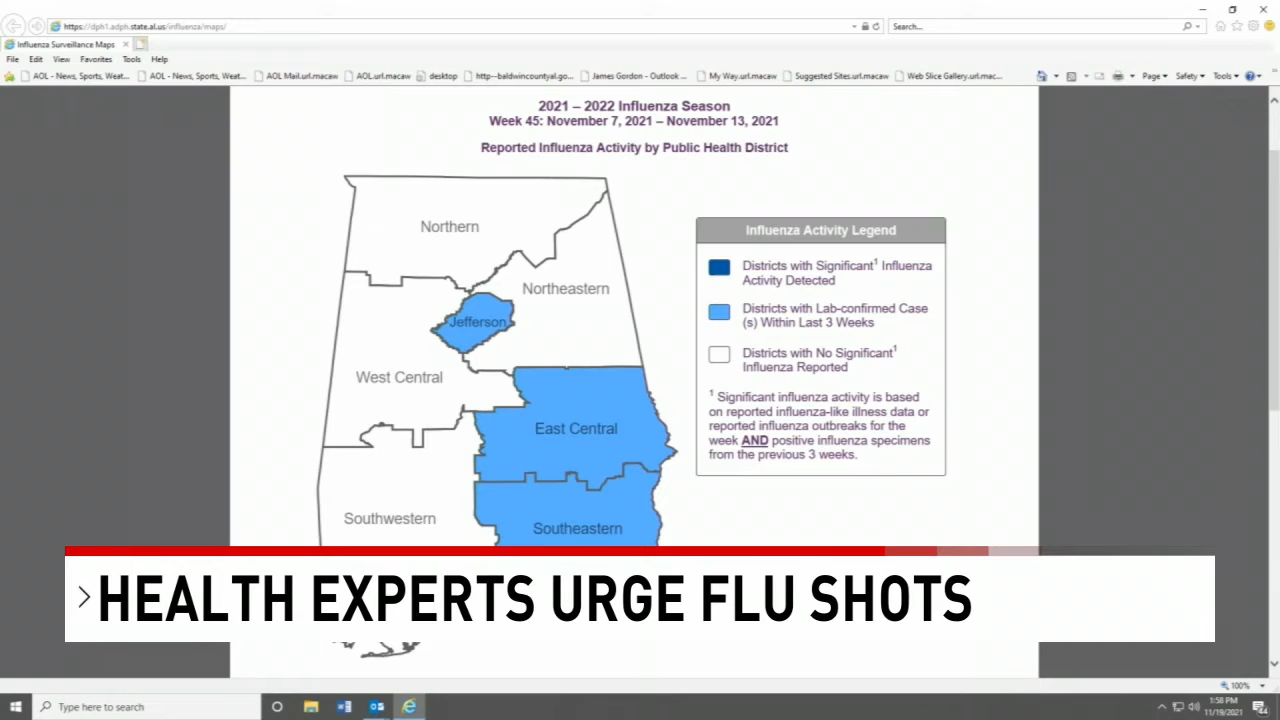 https://dph1.adph.state.al.us/influenza/maps/
Search...
Influenza Surveillance Maps
File Edit View Favorites Tools Help
AOL - News, Sports, Weat... AOL - News, Sports, Weat... AOL Mail.url.macaw AOL.url.macaw desktop http--baldwincountyal.go... James Gordon - Outlook ... My Way.url.macaw Suggested Sites.url.macaw Web Slice Gallery.url.mac... Page Safety Tools
2021 – 2022 Influenza Season
Week 45: November 7, 2021 – November 13, 2021
Reported Influenza Activity by Public Health District
Northern
Northeastern
Jefferson
West Central
East Central
Southwestern
Southeastern
Influenza Activity Legend
Districts with Significant¹ Influenza
Activity Detected
Districts with Lab-confirmed Case
(s) Within Last 3 Weeks
Districts with No Significant¹
Influenza Reported
¹ Significant influenza activity is based
on reported influenza-like illness data or
reported influenza outbreaks for the
week AND positive influenza specimens
from the previous 3 weeks.
HEALTH EXPERTS URGE FLU SHOTS
100%
Type here to search
1:58 PM
11/19/2021
44